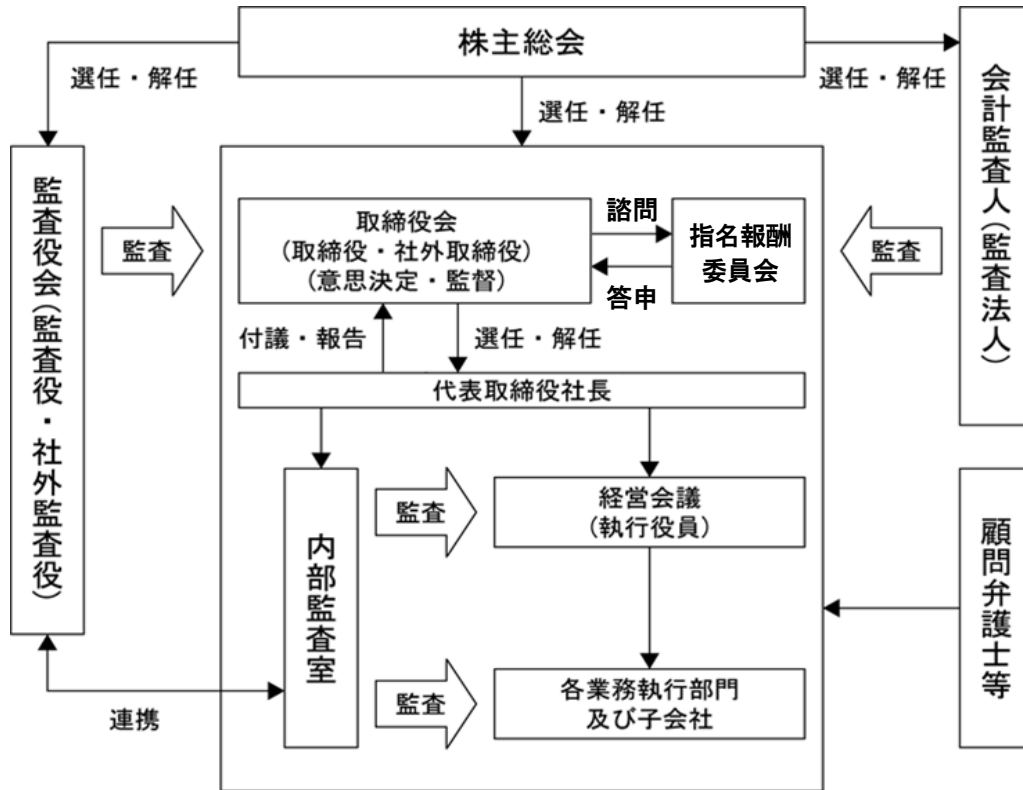 株主総会
選任・解任
選任・解任
選任・解任
会計監査人(監査法人)
監査役会(監査役・社外監査役)
監査
取締役会
(取締役・社外取締役)
(意思決定・監督)
諮問
答申
指名報酬
委員会
監査
付議・報告
選任・解任
代表取締役社長
内部監査室
監査
経営会議
(執行役員)
顧問弁護士等
監査
各業務執行部門
及び子会社
連携